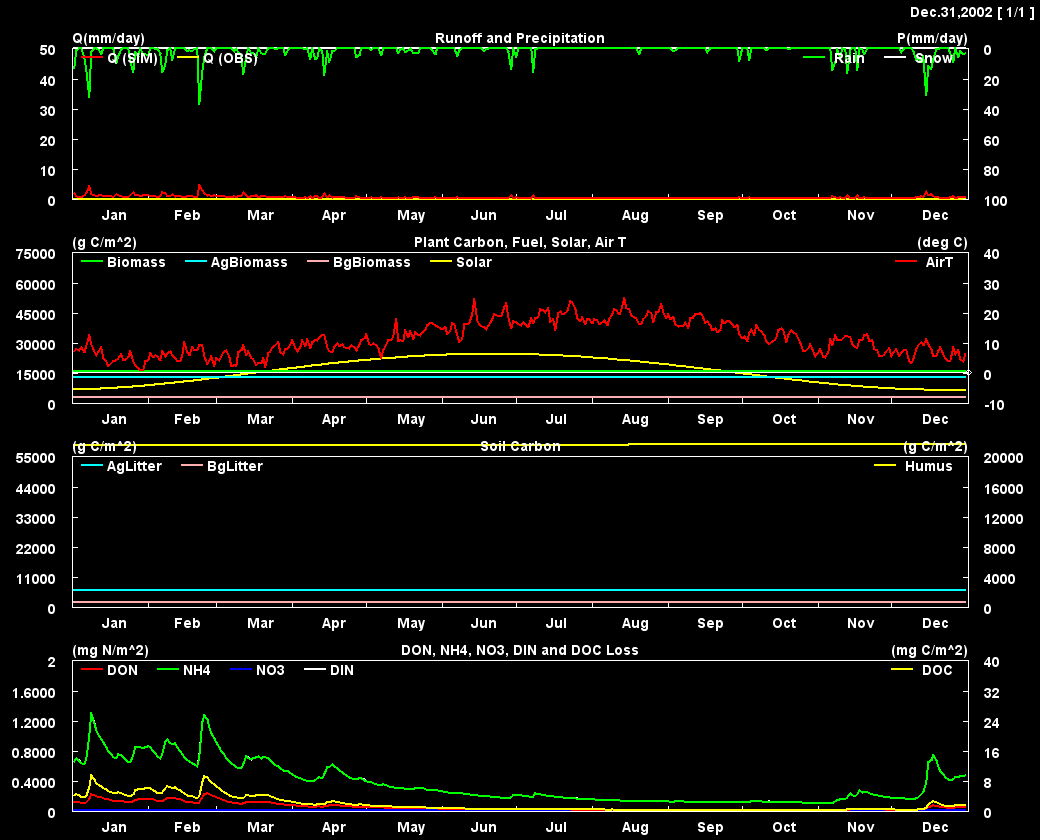 Dec.31,2002 [ 1/1 ]
Q(mm/day) Runoff and Precipitation P(mm/day)
50 0
Q (SIM) Q (OBS) Rain Snow
40 20
30 40
20 60
10 80
0 100
Jan Feb Mar Apr May Jun Jul Aug Sep Oct Nov Dec
(g C/m^2) Plant Carbon, Fuel, Solar, Air T (deg C)
75000 40
Biomass AgBiomass BgBiomass Solar AirT
60000 30
45000 20
30000 10
15000 0
0 -10
Jan Feb Mar Apr May Jun Jul Aug Sep Oct Nov Dec
(g C/m^2) Soil Carbon (g C/m^2)
55000 20000
AgLitter BgLitter Humus
44000 16000
33000 12000
22000 8000
11000 4000
0 0
Jan Feb Mar Apr May Jun Jul Aug Sep Oct Nov Dec
(mg N/m^2) DON, NH4, NO3, DIN and DOC Loss (mg C/m^2)
2 40
DON NH4 NO3 DIN DOC
1.6000 32
1.2000 24
0.8000 16
0.4000 8
0 0
Jan Feb Mar Apr May Jun Jul Aug Sep Oct Nov Dec